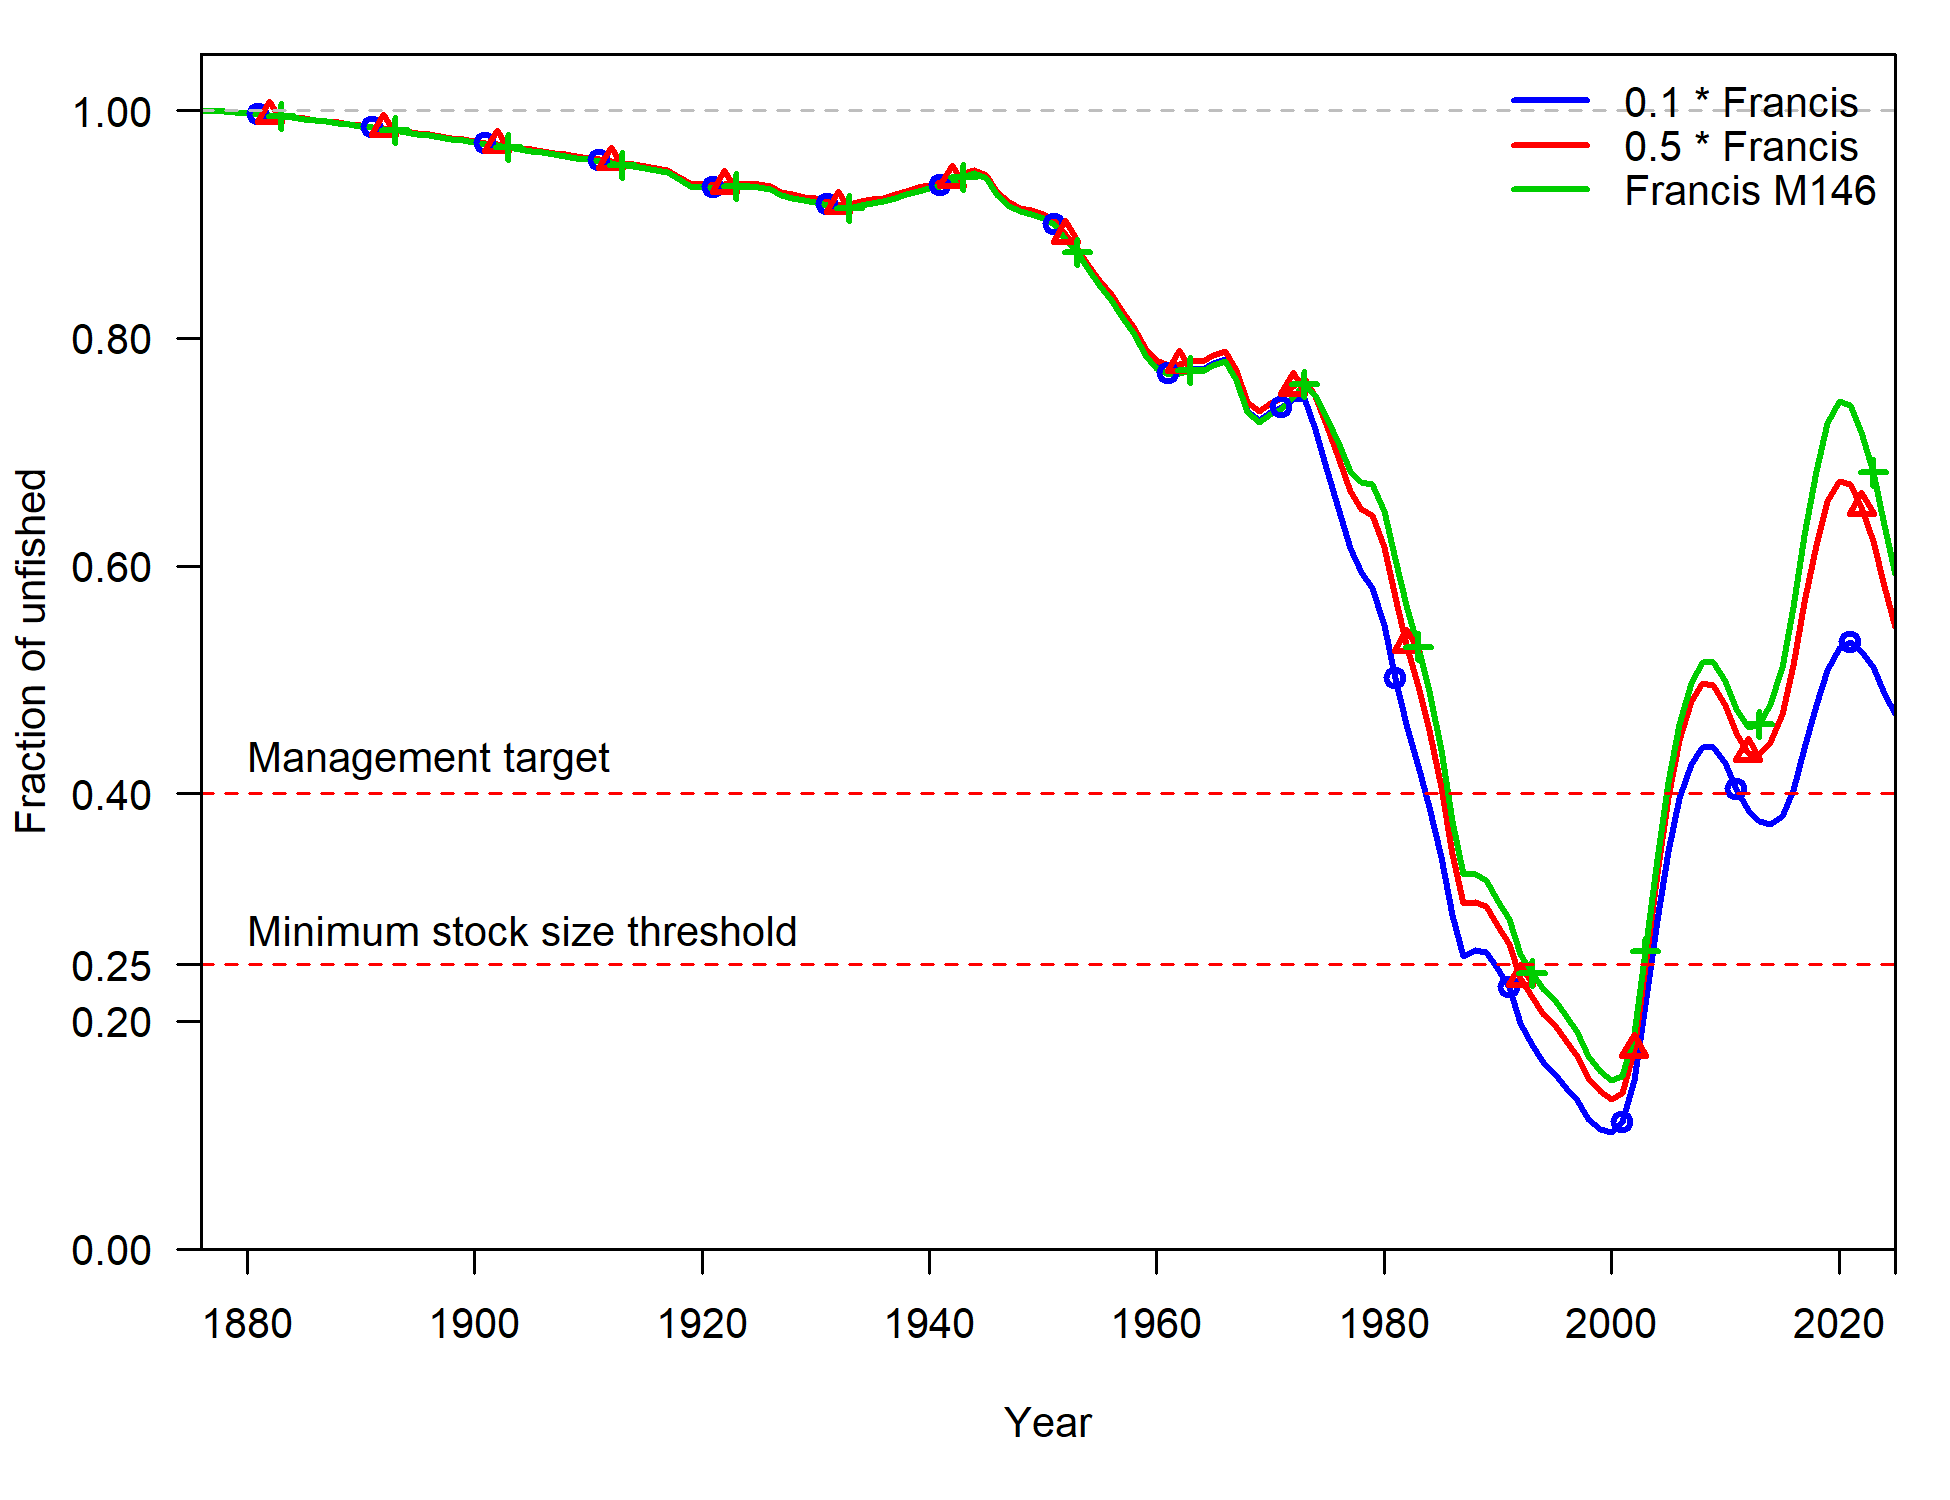 0.1 * Francis
0.5 * Francis
Francis M146
1.00
0.80
0.60
0.40
0.25
0.20
0.00
Fraction of unfished
Management target
Minimum stock size threshold
1880 1900 1920 1940 1960 1980 2000 2020
Year